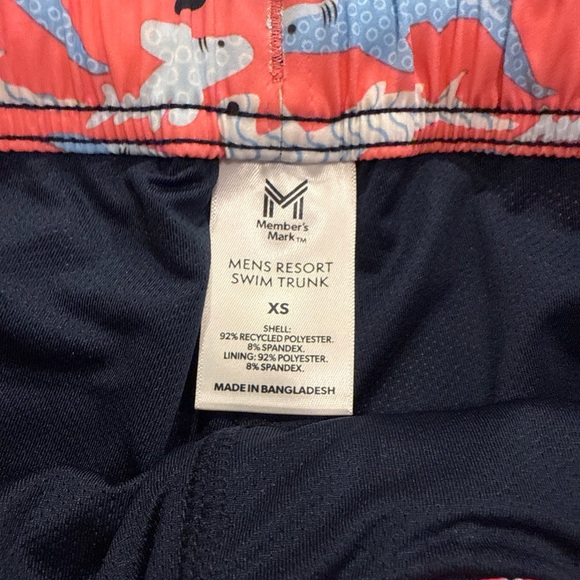 M
Member's
Mark™
MENS RESORT
SWIM TRUNK
XS
SHELL:
92% RECYCLED POLYESTER.
8% SPANDEX.
LINING: 92% POLYESTER.
8% SPANDEX.
MADE IN BANGLADESH